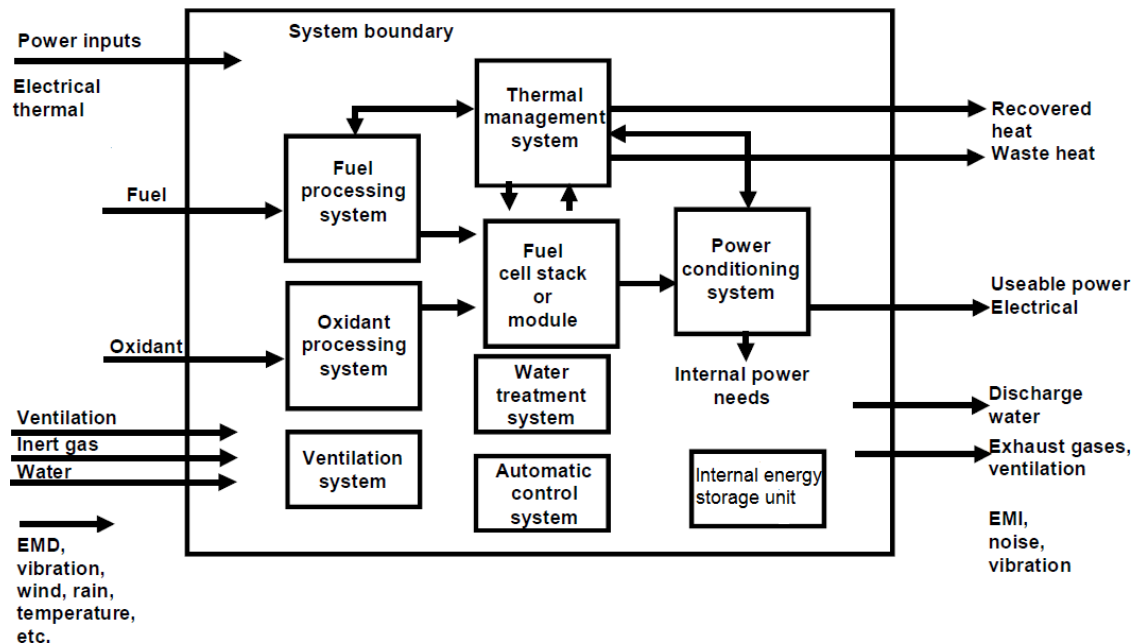 System boundary
Power inputs
Electrical
thermal
Thermal
management
system
Recovered
heat
Waste heat
Fuel
processing
system
Fuel
Fuel
cell stack
or
module
Power
conditioning
system
Useable power
Electrical
Oxidant
processing
system
Oxidant
Water
treatment
system
Internal power
needs
Discharge
water
Ventilation
Inert gas
Water
Ventilation
system
Automatic
control
system
Internal energy
storage unit
Exhaust gases,
ventilation
EMD,
vibration,
wind, rain,
temperature,
etc.
EMI,
noise,
vibration